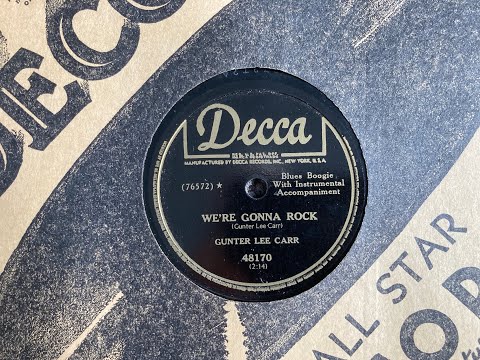 DECC
Decca
MANUFACTURED BY DECCA RECORDS, INC., NEW YORK, U.S.A.
(76572) ★
Blues Boogie
With Instrumental
Accompaniment
WE'RE GONNA ROCK
(Gunter Lee Carr)
GUNTER LEE CARR
48170
(2:14)
ALL STAR